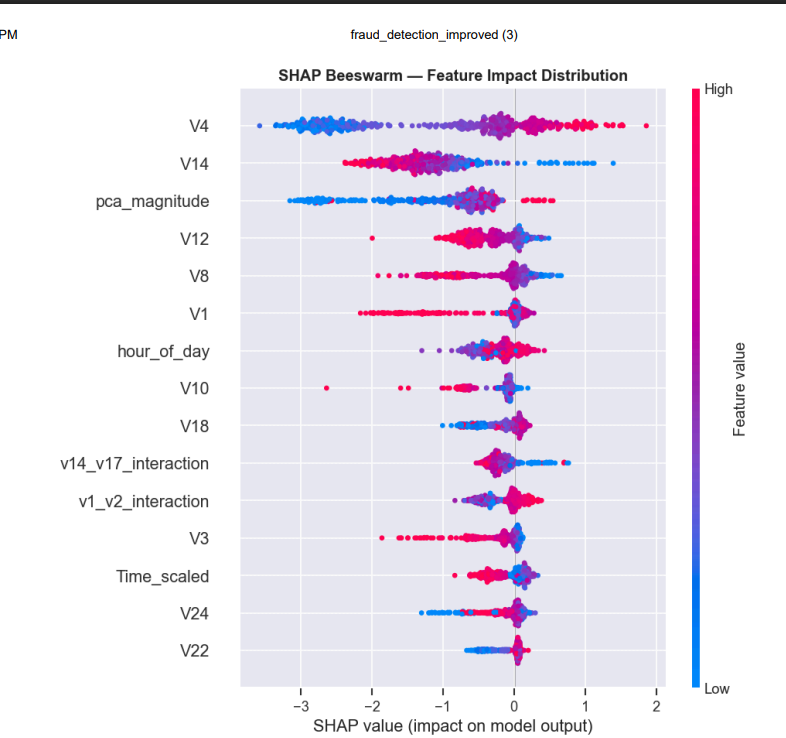 PM
fraud_detection_improved (3)
SHAP Beeswarm — Feature Impact Distribution
High
V4
V14
pca_magnitude
V12
V8
V1
hour_of_day
V10
V18
v14_v17_interaction
v1_v2_interaction
V3
Time_scaled
V24
V22
Feature value
Low
−3 −2 −1 0 1 2
SHAP value (impact on model output)